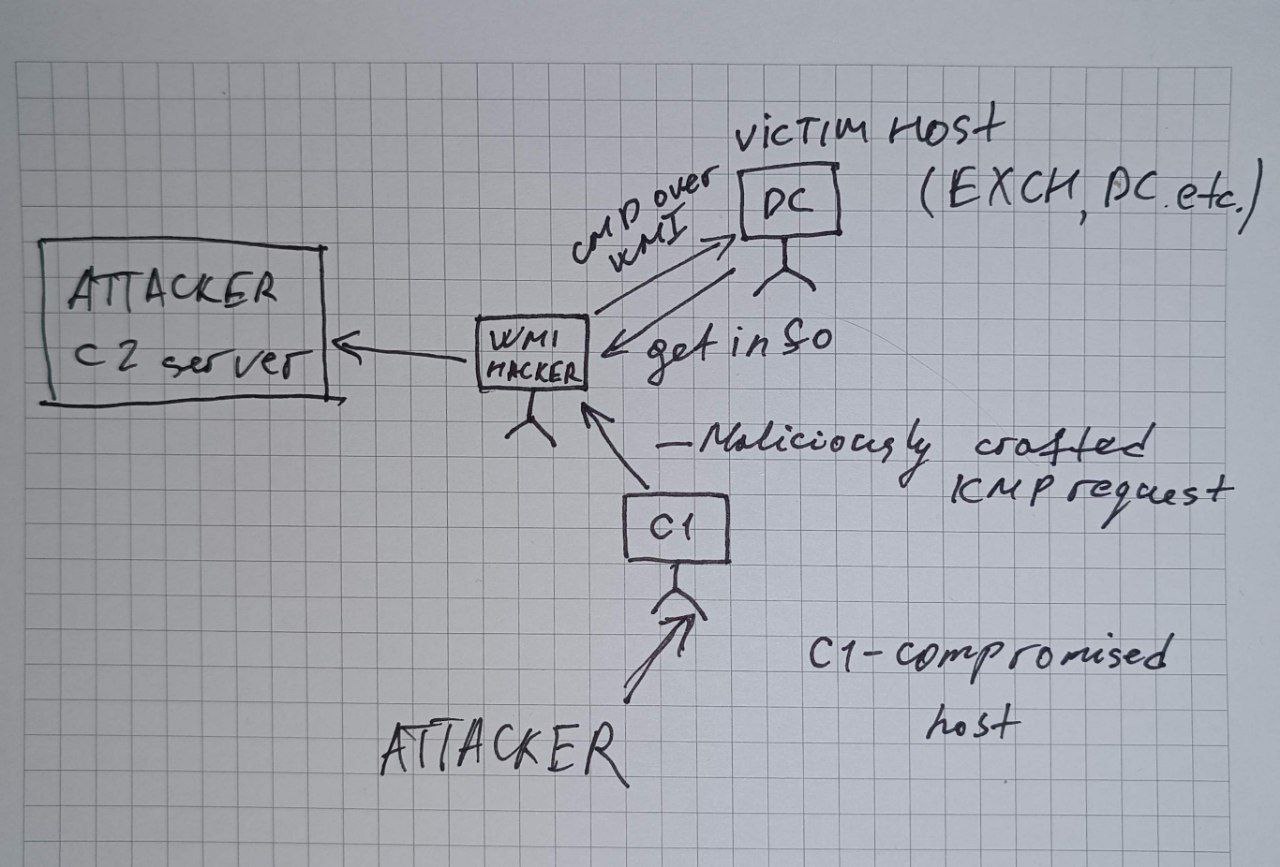 VICTIM HOST
(EXCH, DC. etc.)
DC
CMD over
WMI
ATTACKER
C2 server
WMI
HACKER
get info
- Maliciously crafted
ICMP request
C1
C1-compromised
host
ATTACKER